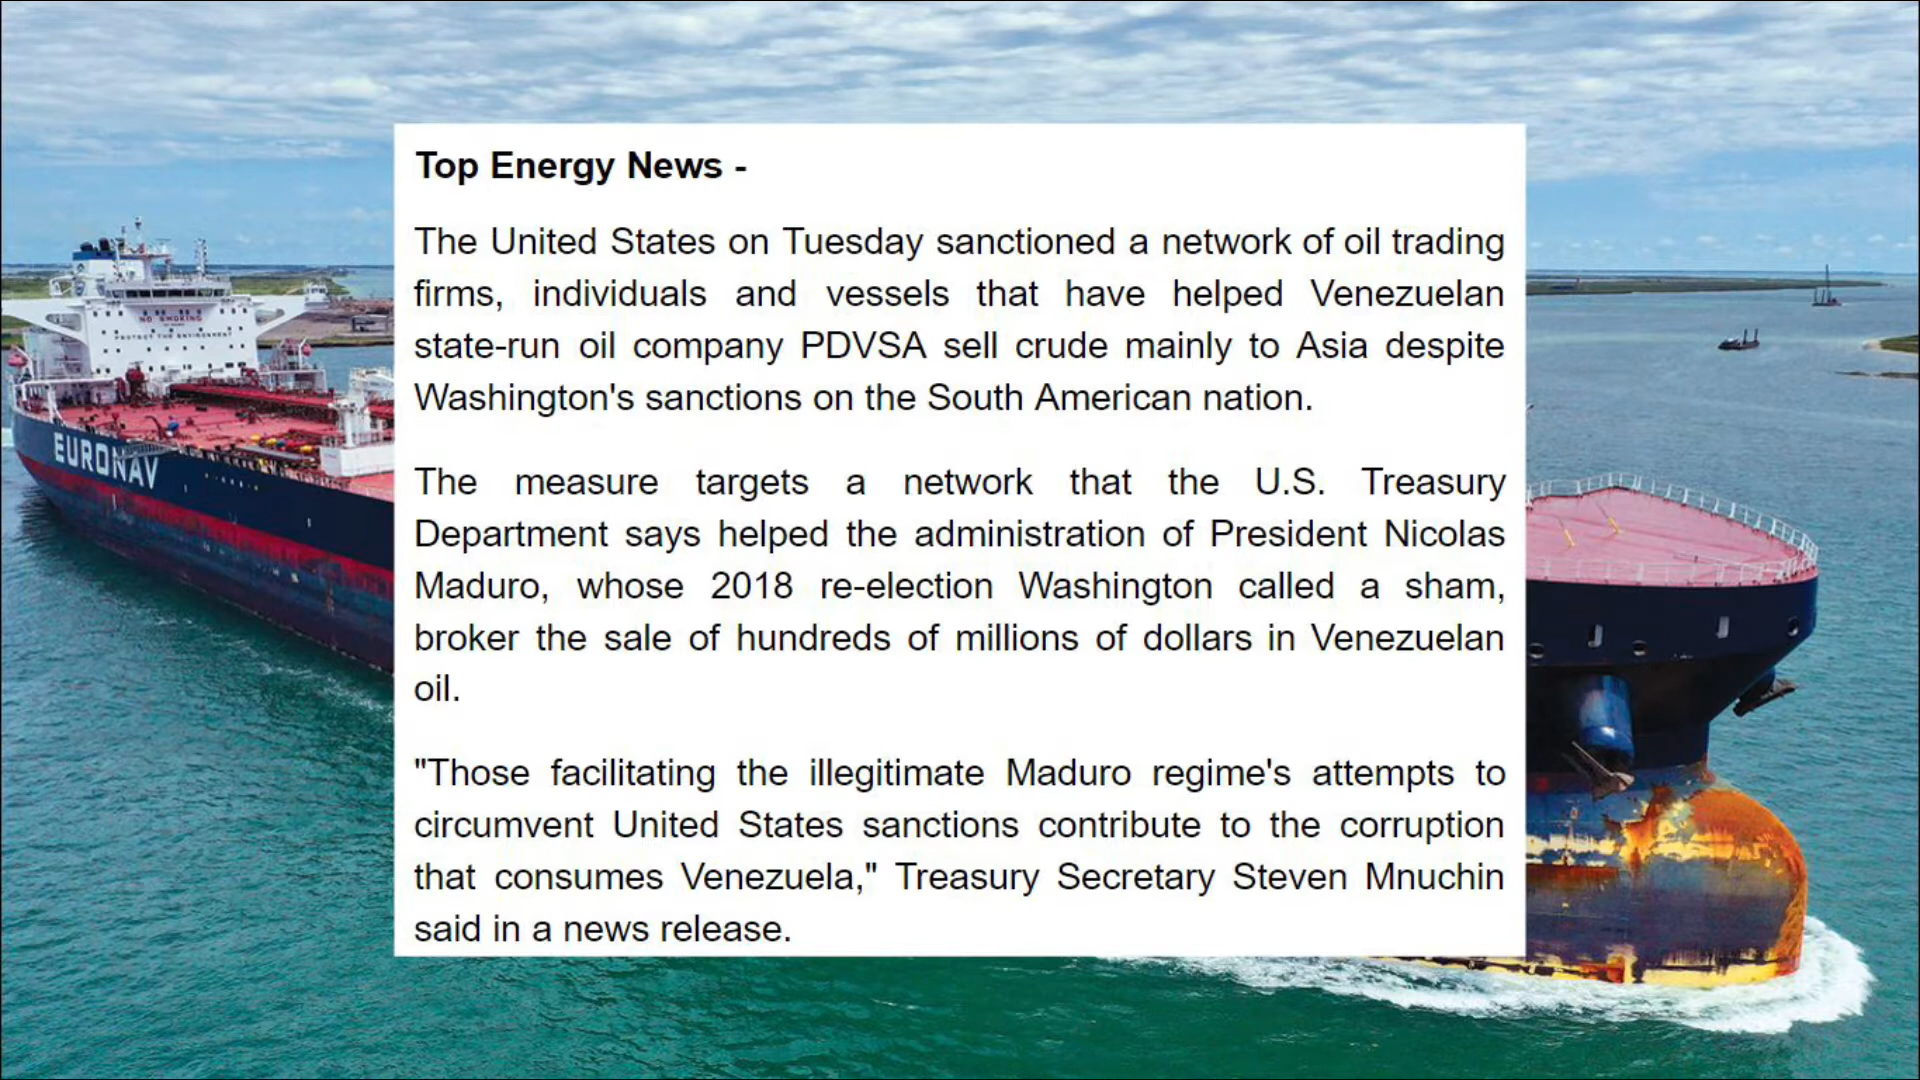 Top Energy News -
The United States on Tuesday sanctioned a network of oil trading
firms, individuals and vessels that have helped Venezuelan
state-run oil company PDVSA sell crude mainly to Asia despite
Washington's sanctions on the South American nation.
The measure targets a network that the U.S. Treasury
Department says helped the administration of President Nicolas
Maduro, whose 2018 re-election Washington called a sham,
broker the sale of hundreds of millions of dollars in Venezuelan
oil.
"Those facilitating the illegitimate Maduro regime's attempts to
circumvent United States sanctions contribute to the corruption
that consumes Venezuela," Treasury Secretary Steven Mnuchin
said in a news release.
NO SMOKING
PROTECT THE ENVIRONMENT
EURONAV